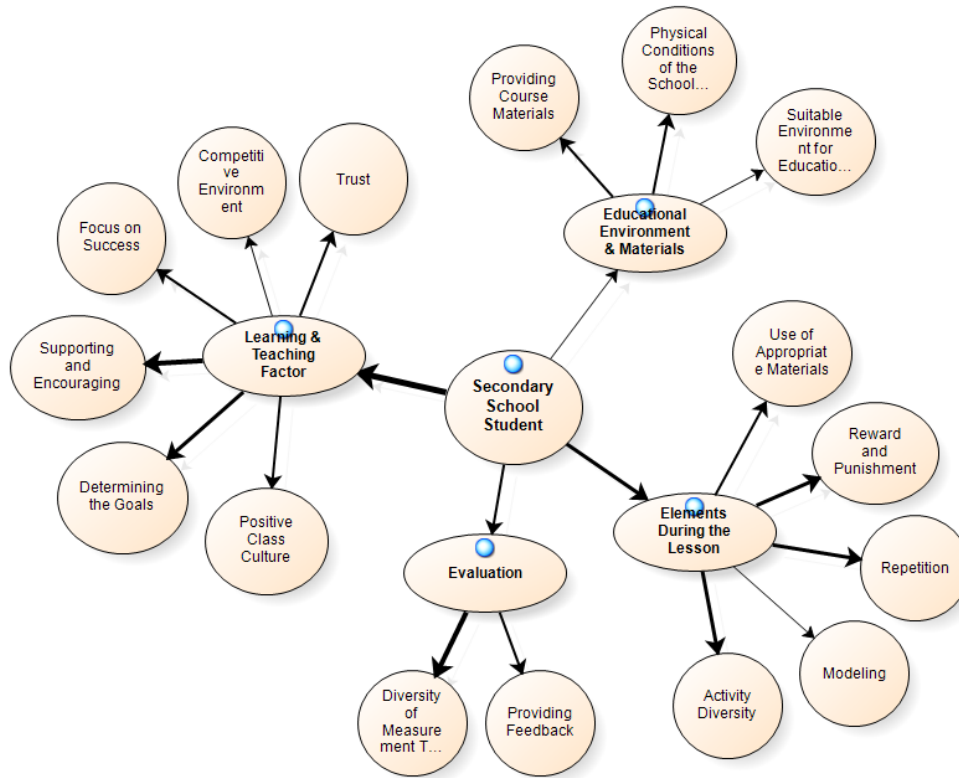 Physical
Conditions
of the
School...
Providing
Course
Materials
Suitable
Environme
nt for
Educatio...
Competiti
ve
Environm
ent
Trust
Focus on
Success
Educational
Environment
& Materials
Supporting
and
Encouraging
Learning &
Teaching
Factor
Use of
Appropriat
e Materials
Secondary
School
Student
Reward
and
Punishment
Determining
the Goals
Positive
Class
Culture
Elements
During the
Lesson
Evaluation
Repetition
Modeling
Diversity
of
Measure
ment T...
Providing
Feedback
Activity
Diversity